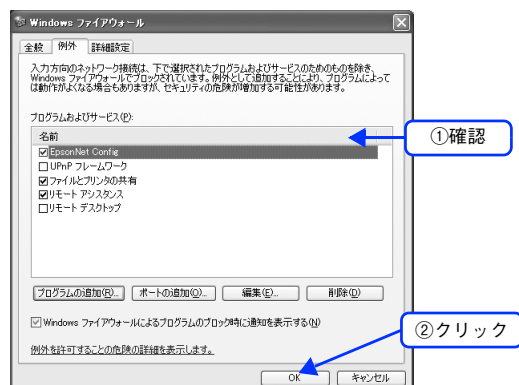 Windows ファイアウォール
全般 例外 詳細設定
入力方向のネットワーク接続は、下で選択されたプログラムおよびサービスのためのものを除き、
Windows ファイアウォールでブロックされています。例外として追加することにより、プログラムによって
は動作がよくなる場合もありますが、セキュリティの危険が増加する可能性があります。
プログラムおよびサービス(P):
名前
①確認
EpsonNet Config
UPnP フレームワーク
ファイルとプリンタの共有
リモート アシスタンス
リモート デスクトップ
プログラムの追加(R)... ポートの追加(O)... 編集(E)... 削除(D)
Windows ファイアウォールによるプログラムのブロック時に通知を表示する(N)
②クリック
例外を許可することの危険の詳細を表示します。
OK キャンセル